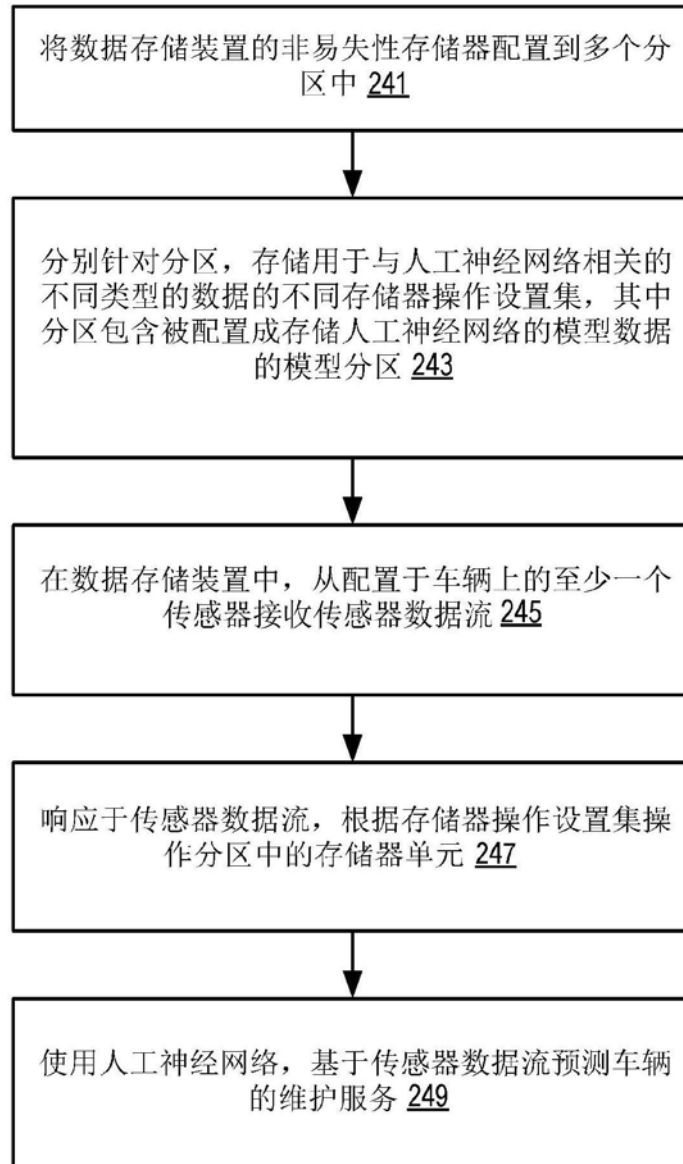 将数据存储装置的非易失性存储器配置到多个分
区中 241
分别针对分区，存储用于与人工神经网络相关的
不同类型的数据的不同存储器操作设置集，其中
分区包含被配置成存储人工神经网络的模型数据
的模型分区 243
在数据存储装置中，从配置于车辆上的至少一个
传感器接收传感器数据流 245
响应于传感器数据流，根据存储器操作设置集操
作分区中的存储器单元 247
使用人工神经网络，基于传感器数据流预测车辆
的维护服务 249